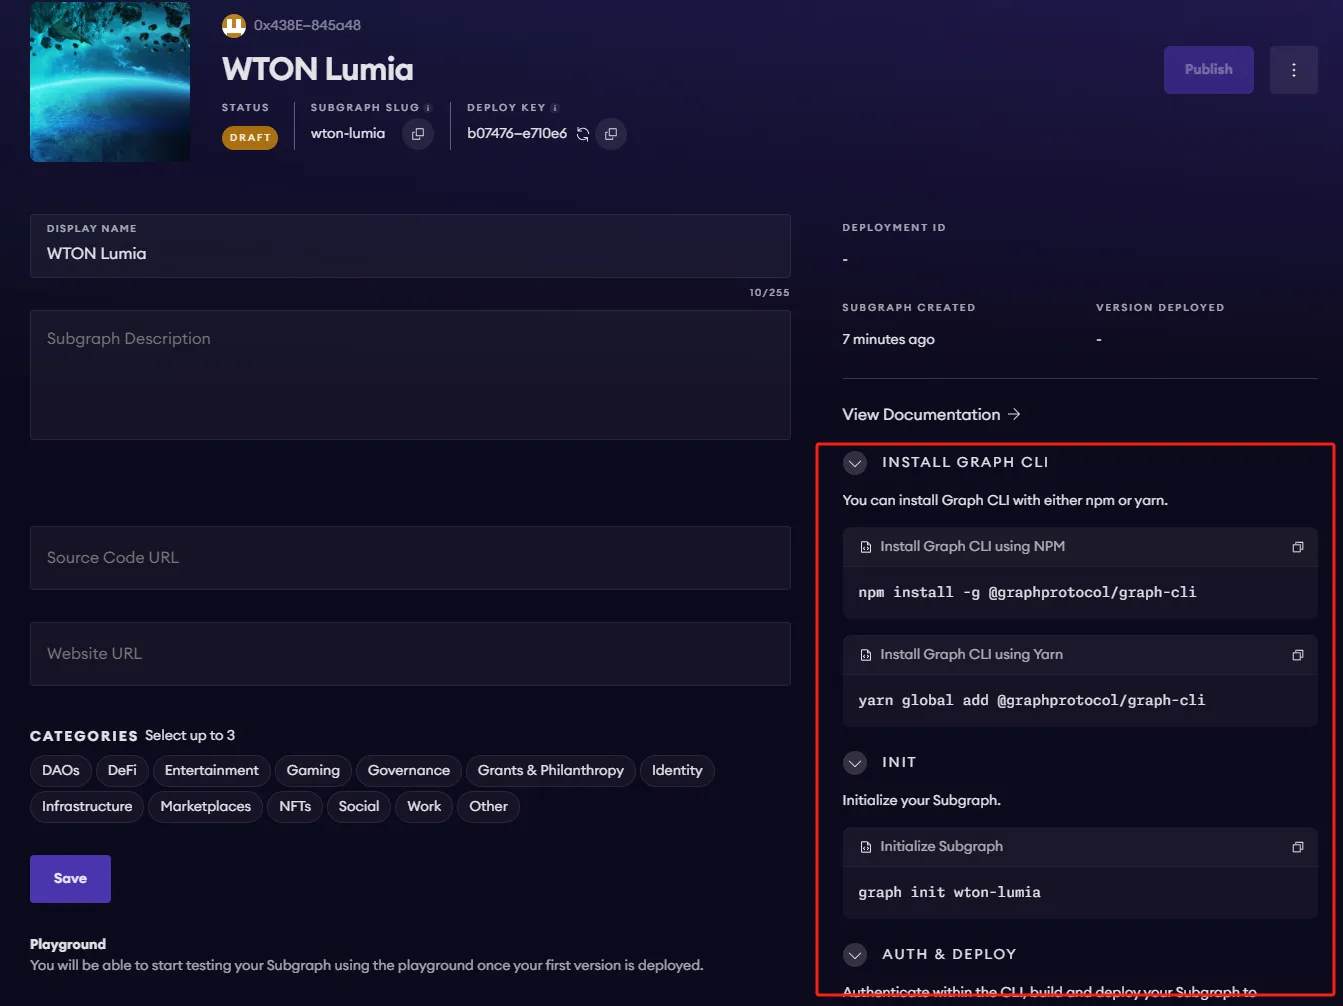 0x438E–845a48
WTON Lumia
Publish
STATUS
SUBGRAPH SLUG
DEPLOY KEY
DRAFT
wton-lumia
b07476–e710e6
DISPLAY NAME
WTON Lumia
10/255
Subgraph Description
Source Code URL
Website URL
CATEGORIES Select up to 3
DAOs DeFi Entertainment Gaming Governance Grants & Philanthropy Identity
Infrastructure Marketplaces NFTs Social Work Other
Save
Playground
You will be able to start testing your Subgraph using the playground once your first version is deployed.
DEPLOYMENT ID
-
SUBGRAPH CREATED
VERSION DEPLOYED
7 minutes ago
-
View Documentation →
INSTALL GRAPH CLI
You can install Graph CLI with either npm or yarn.
Install Graph CLI using NPM
npm install -g @graphprotocol/graph-cli
Install Graph CLI using Yarn
yarn global add @graphprotocol/graph-cli
INIT
Initialize your Subgraph.
Initialize Subgraph
graph init wton-lumia
AUTH & DEPLOY
Authenticate within the CLI, build and deploy your Subgraph to